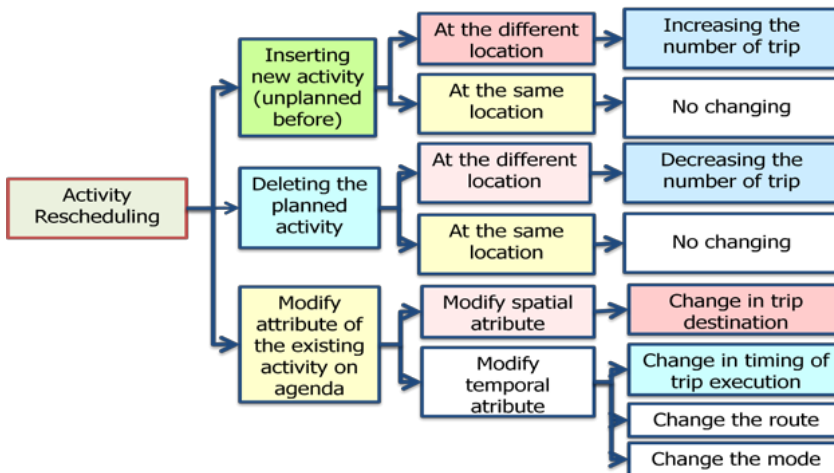 Activity
Rescheduling
Inserting
new activity
(unplanned
before)
At the different
location
Increasing the
number of trip
At the same
location
No changing
Deleting the
planned
activity
At the different
location
Decreasing the
number of trip
At the same
location
No changing
Modify
attribute of
the existing
activity on
agenda
Modify spatial
atribute
Change in trip
destination
Modify
temporal
atribute
Change in timing of
trip execution
Change the route
Change the mode